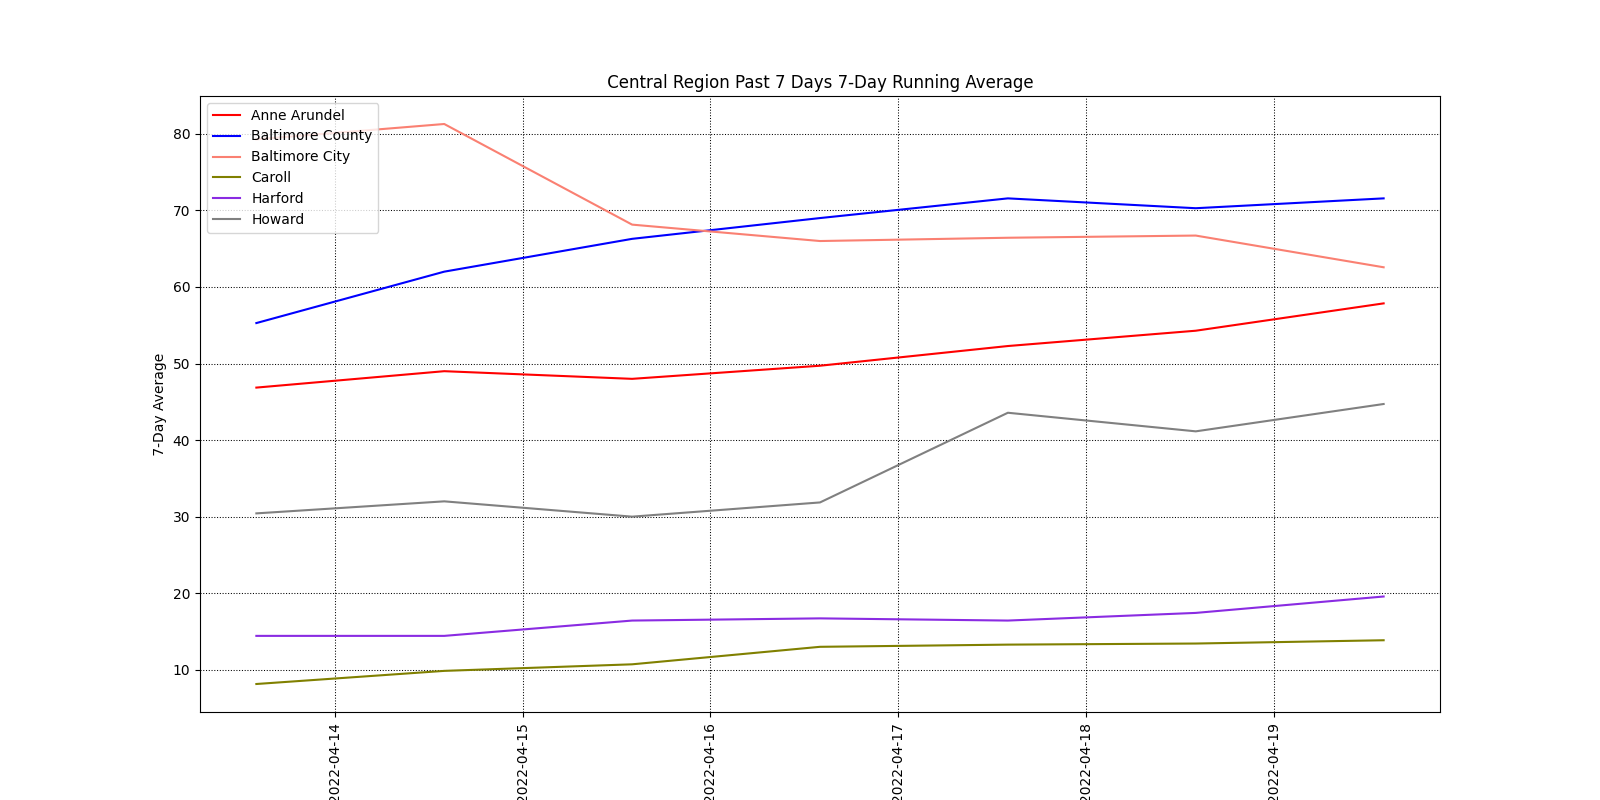 Central Region Past 7 Days 7-Day Running Average
Anne Arundel
Baltimore County
Baltimore City
Caroll
Harford
Howard
7-Day Average
80
70
60
50
40
30
20
10
2022-04-14
2022-04-15
2022-04-16
2022-04-17
2022-04-18
2022-04-19